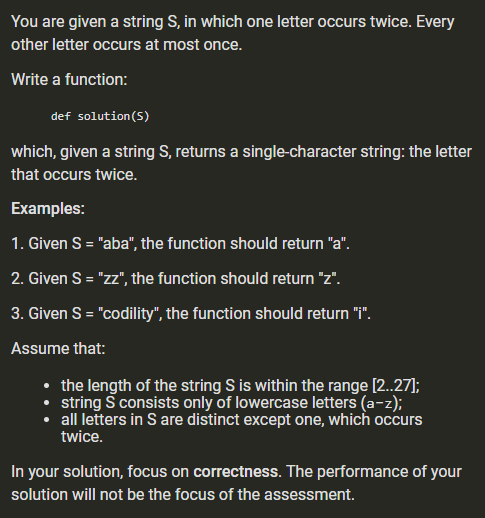 You are given a string S, in which one letter occurs twice. Every
other letter occurs at most once.
Write a function:
def solution(S)
which, given a string S, returns a single-character string: the letter
that occurs twice.
Examples:
1. Given S = "aba", the function should return "a".
2. Given S = "zz", the function should return "z".
3. Given S = "codility", the function should return "i".
Assume that:
• the length of the string S is within the range [2..27];
• string S consists only of lowercase letters (a-z);
• all letters in S are distinct except one, which occurs
twice.
In your solution, focus on correctness. The performance of your
solution will not be the focus of the assessment.